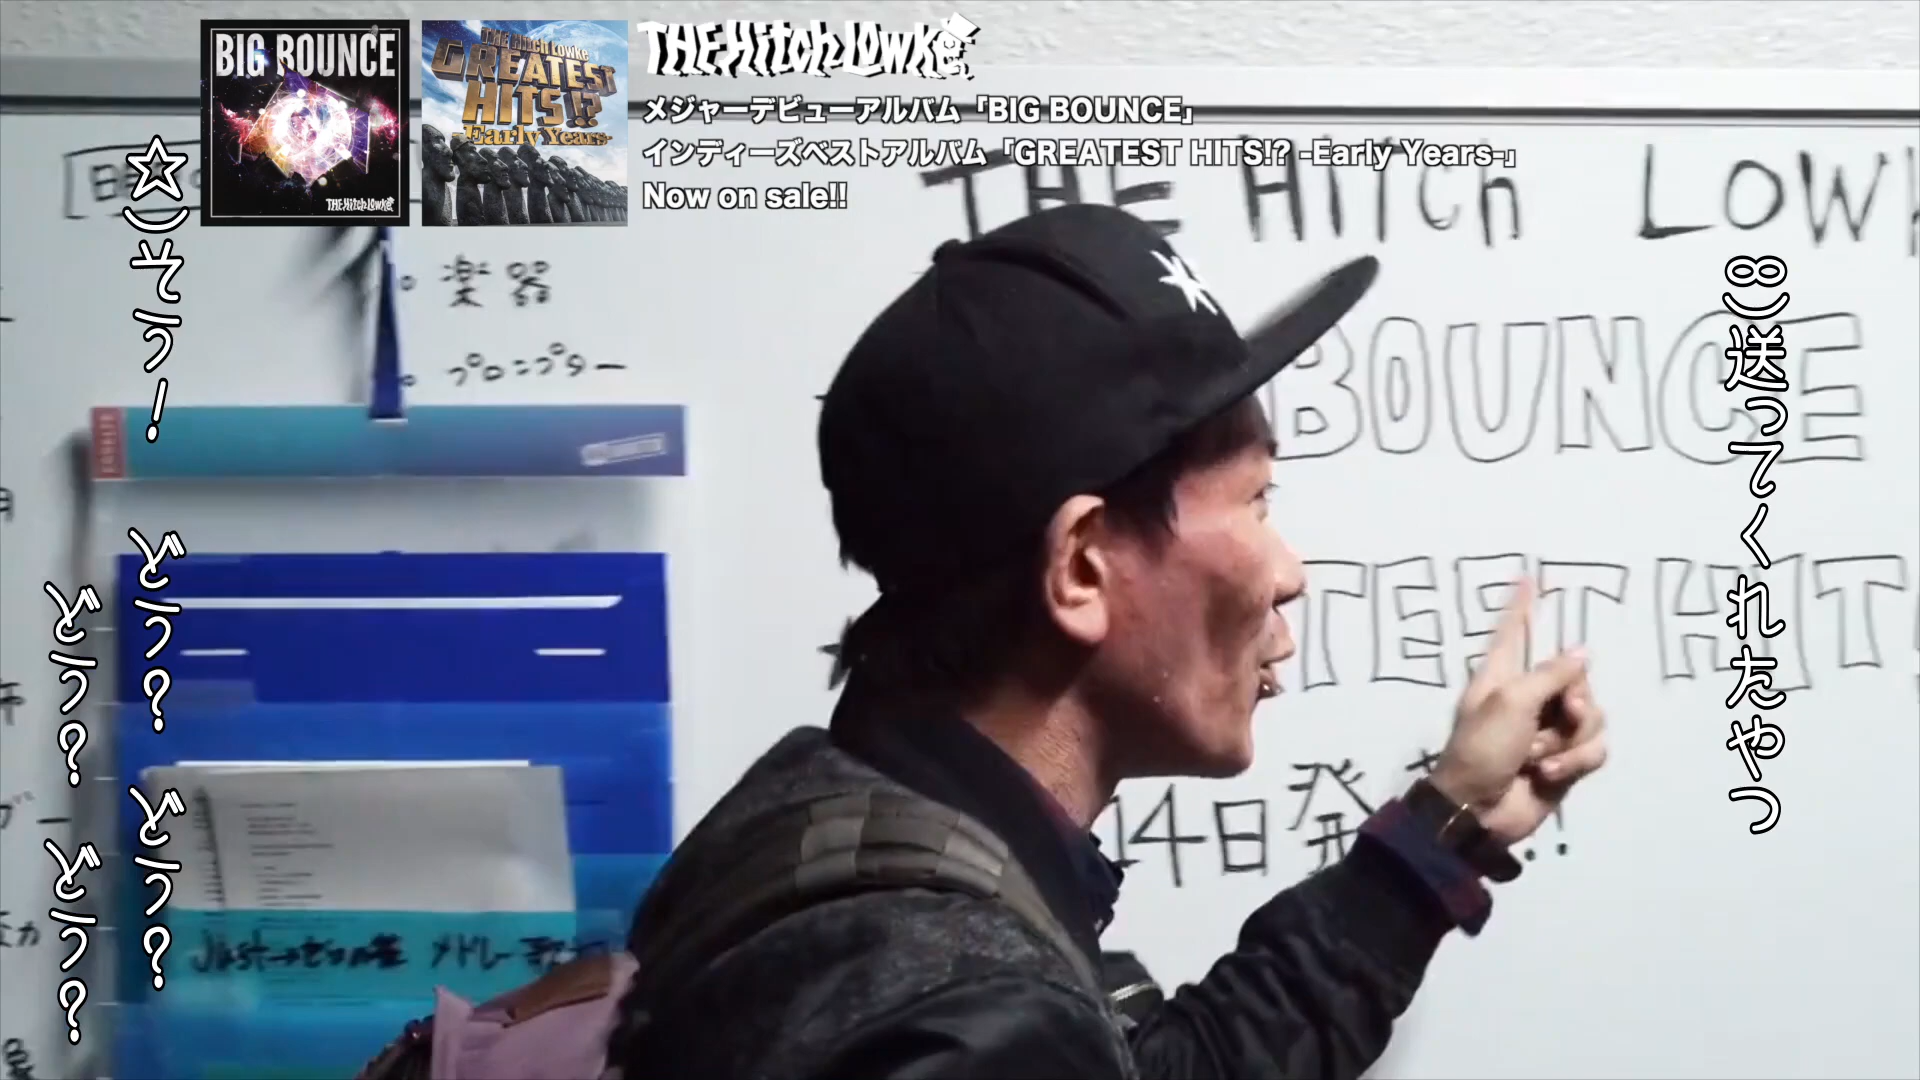 BIG BOUNCE
THE Hitch Lowke
THE Hitch Lowke
GREATEST
HITS!?
-Early Years-
THE Hitch Lowke
メジャーデビューアルバム「BIG BOUNCE」
インディーズベストアルバム「GREATEST HITS!? -Early Years-」
Now on sale!!
THE Hitch LOW
BOUNCE
TEST HIT
14日発
楽器
プロンプター
∞)送ってくれたやつ
☆)そう!
どう? どう?
どう? どう?